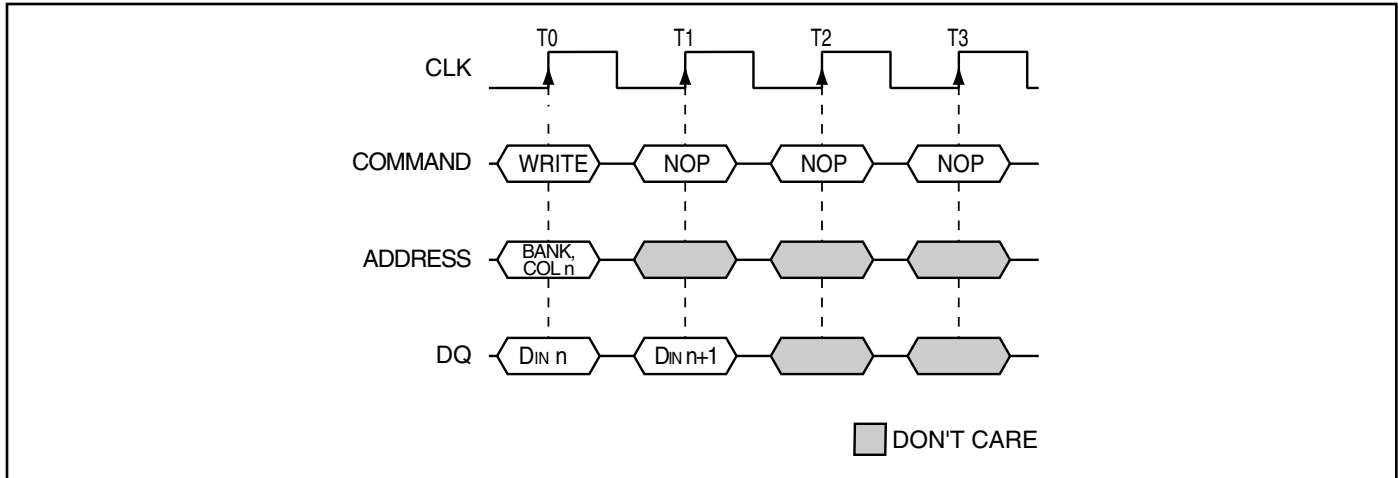 T0 T1 T2 T3
CLK
COMMAND WRITE NOP NOP NOP
ADDRESS BANK,
COL n
DQ DIN n DIN n+1
DON'T CARE